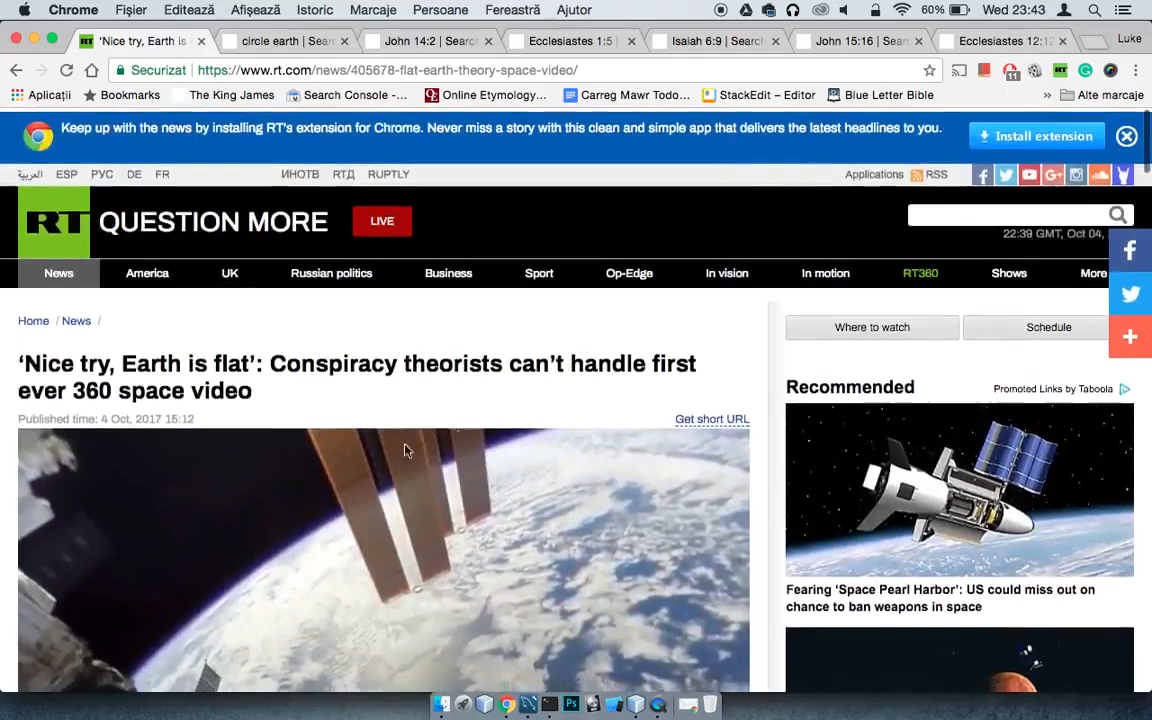 Chrome Fișier Editează Afișează Istoric Marcaje Persoane Fereastră Ajutor 60% Wed 23:43
'Nice try, Earth is circle earth | Sear John 14:2 | Searc Ecclesiastes 1:5 | Isaiah 6:9 | Search John 15:16 | Searc Ecclesiastes 12:12 Luke
Securizat https://www.rt.com/news/405678-flat-earth-theory-space-video/ 11
Aplicații Bookmarks The King James Search Console -... Online Etymology... Carreg Mawr Todo... StackEdit – Editor Blue Letter Bible » Alte marcaje
Keep up with the news by installing RT's extension for Chrome. Never miss a story with this clean and simple app that delivers the latest headlines to you. Install extension
العربية ESP РУС DE FR ИНОТВ РТД RUPTLY Applications RSS
RT QUESTION MORE LIVE
22:39 GMT, Oct 04,
News America UK Russian politics Business Sport Op-Edge In vision In motion RT360 Shows More
Home / News /
Where to watch Schedule
'Nice try, Earth is flat': Conspiracy theorists can't handle first
ever 360 space video
Published time: 4 Oct, 2017 15:12 Get short URL
Recommended Promoted Links by Taboola
Fearing 'Space Pearl Harbor': US could miss out on
chance to ban weapons in space